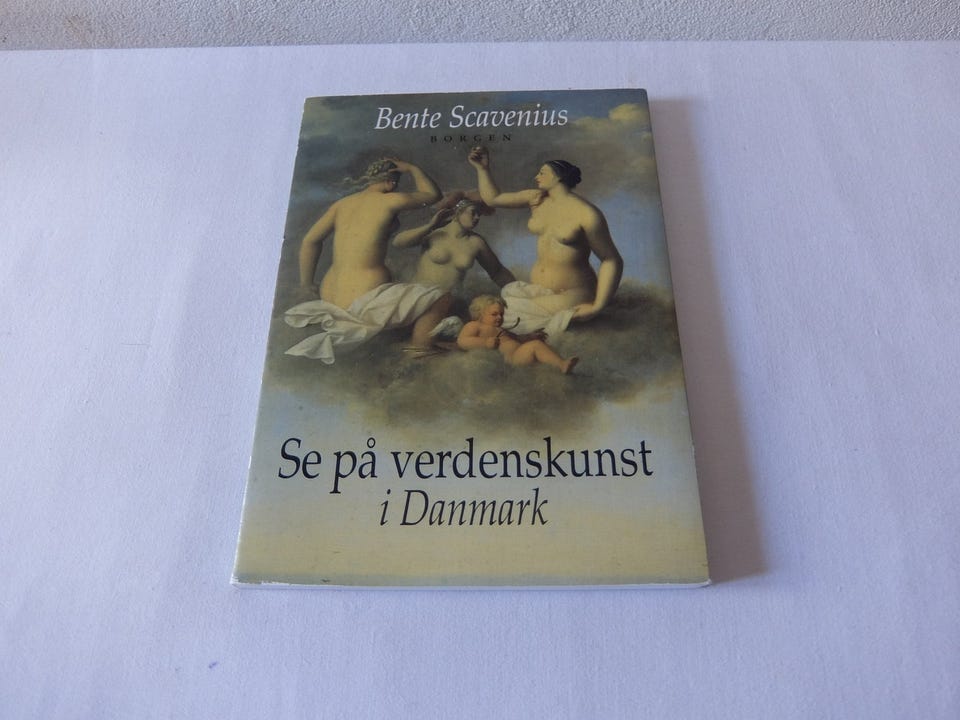 Bente Scavenius
BORGEN
Se på verdenskunst
i Danmark